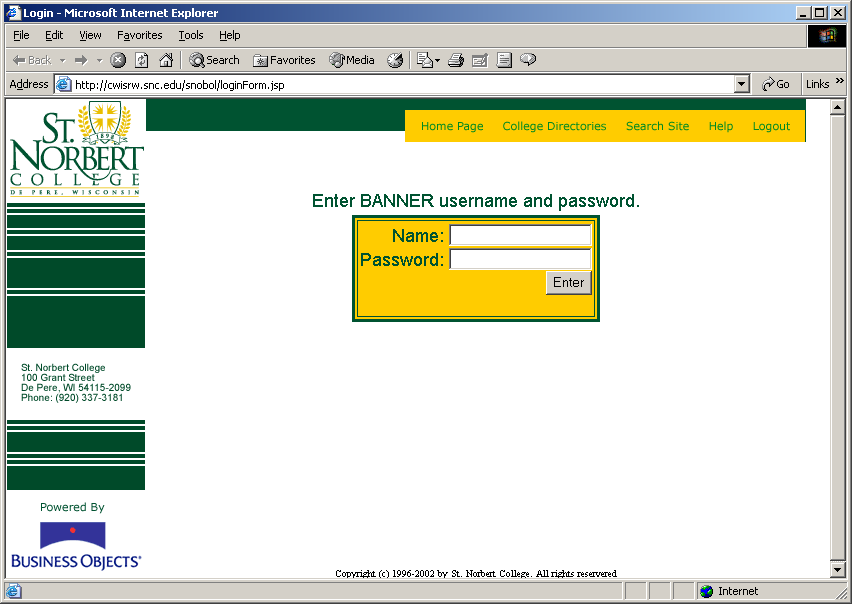 Login - Microsoft Internet Explorer
File Edit View Favorites Tools Help
Back Search Favorites Media
Address http://cwisrw.snc.edu/snobol/loginForm.jsp Go Links »
ST. NORBERT
COLLEGE
DE PERE, WISCONSIN
1898
Home Page College Directories Search Site Help Logout
Enter BANNER username and password.
Name:
Password:
Enter
St. Norbert College
100 Grant Street
De Pere, WI 54115-2099
Phone: (920) 337-3181
Powered By
BUSINESS OBJECTS
Copyright (c) 1996-2002 by St. Norbert College. All rights reserverd
Internet